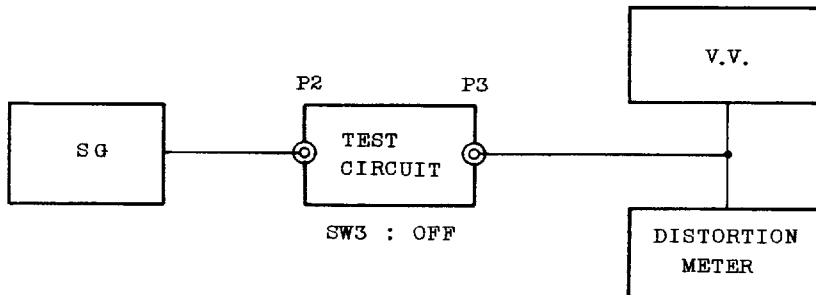 V.V.
P2
P3
SG
TEST
CIRCUIT
SW3 : OFF
DISTORTION
METER